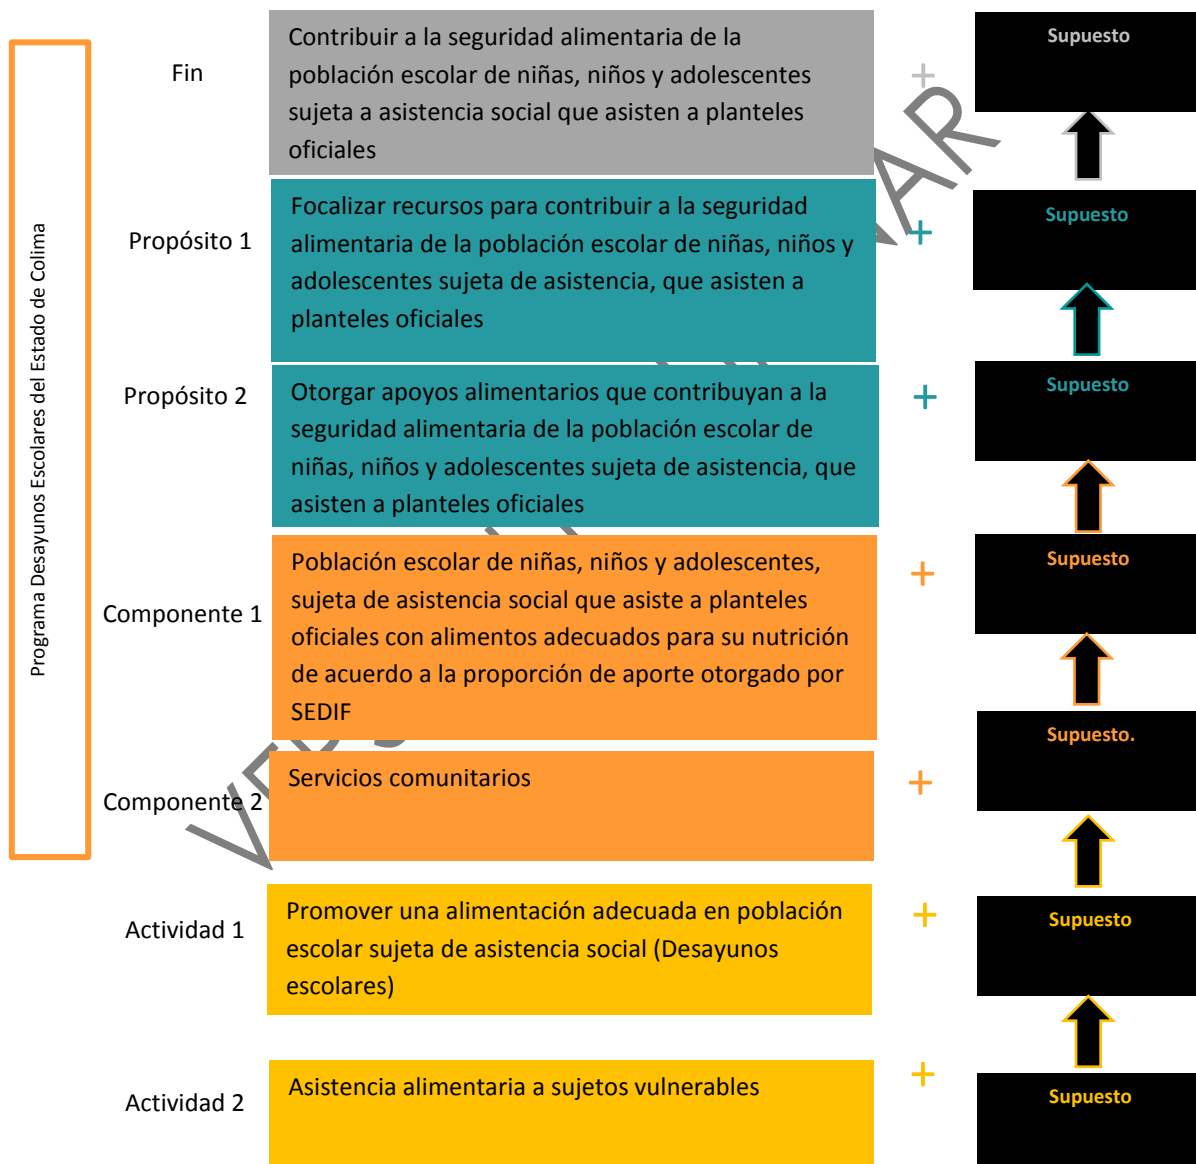 Programa Desayunos Escolares del Estado de Colima
Fin
Contribuir a la seguridad alimentaria de la
población escolar de niñas, niños y adolescentes
sujeta a asistencia social que asisten a planteles
oficiales
+
Supuesto
Propósito 1
Focalizar recursos para contribuir a la seguridad
alimentaria de la población escolar de niñas, niños y
adolescentes sujeta de asistencia, que asisten a
planteles oficiales
+
Supuesto
Propósito 2
Otorgar apoyos alimentarios que contribuyan a la
seguridad alimentaria de la población escolar de
niñas, niños y adolescentes sujeta de asistencia, que
asisten a planteles oficiales
+
Supuesto
Componente 1
Población escolar de niñas, niños y adolescentes,
sujeta de asistencia social que asiste a planteles
oficiales con alimentos adecuados para su nutrición
de acuerdo a la proporción de aporte otorgado por
SEDIF
+
Supuesto
Componente 2
Servicios comunitarios
+
Supuesto.
Actividad 1
Promover una alimentación adecuada en población
escolar sujeta de asistencia social (Desayunos
escolares)
+
Supuesto
Actividad 2
Asistencia alimentaria a sujetos vulnerables
+
Supuesto